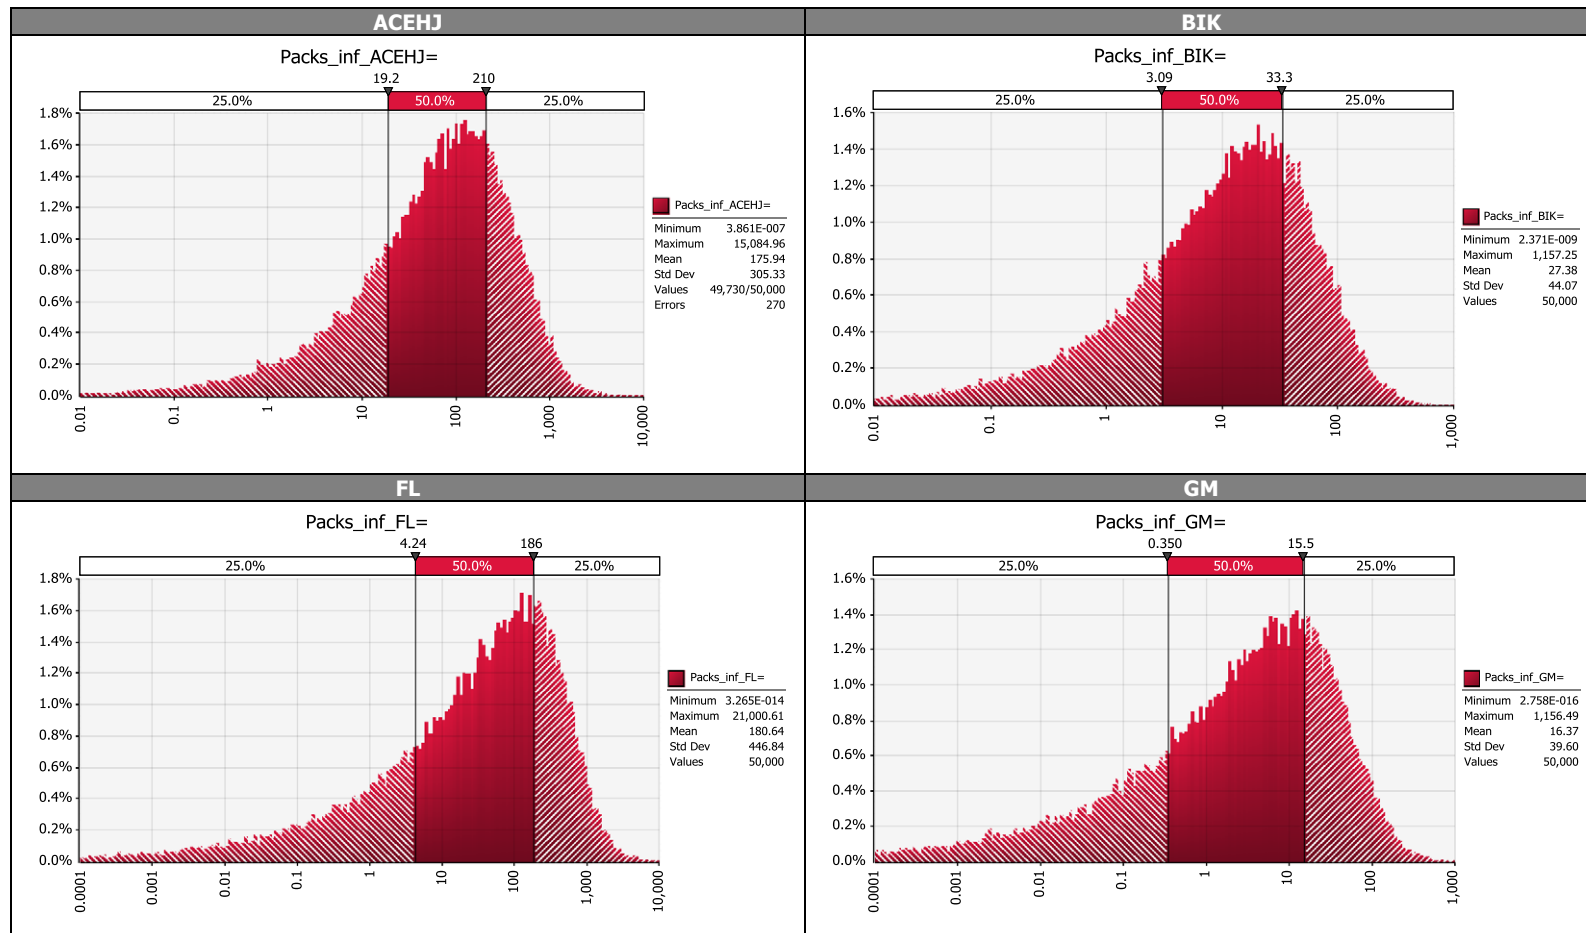 ACEHJ
Packs_inf_ACEHJ=
19.2 210
25.0% 50.0% 25.0%
1.8%
1.6%
1.4%
1.2%
1.0%
0.8%
0.6%
0.4%
0.2%
0.0%
0.01 0.1 1 10 100 1,000 10,000
Packs_inf_ACEHJ=
Minimum 3.861E-007
Maximum 15,084.96
Mean 175.94
Std Dev 305.33
Values 49,730/50,000
Errors 270
BIK
Packs_inf_BIK=
3.09 33.3
25.0% 50.0% 25.0%
1.6%
1.4%
1.2%
1.0%
0.8%
0.6%
0.4%
0.2%
0.0%
0.01 0.1 1 10 100 1,000
Packs_inf_BIK=
Minimum 2.371E-009
Maximum 1,157.25
Mean 27.38
Std Dev 44.07
Values 50,000
FL
Packs_inf_FL=
4.24 186
25.0% 50.0% 25.0%
1.8%
1.6%
1.4%
1.2%
1.0%
0.8%
0.6%
0.4%
0.2%
0.0%
0.0001 0.001 0.01 0.1 1 10 100 1,000 10,000
Packs_inf_FL=
Minimum 3.265E-014
Maximum 21,000.61
Mean 180.64
Std Dev 446.84
Values 50,000
GM
Packs_inf_GM=
0.350 15.5
25.0% 50.0% 25.0%
1.6%
1.4%
1.2%
1.0%
0.8%
0.6%
0.4%
0.2%
0.0%
0.0001 0.001 0.01 0.1 1 10 100 1,000
Packs_inf_GM=
Minimum 2.758E-016
Maximum 1,156.49
Mean 16.37
Std Dev 39.60
Values 50,000